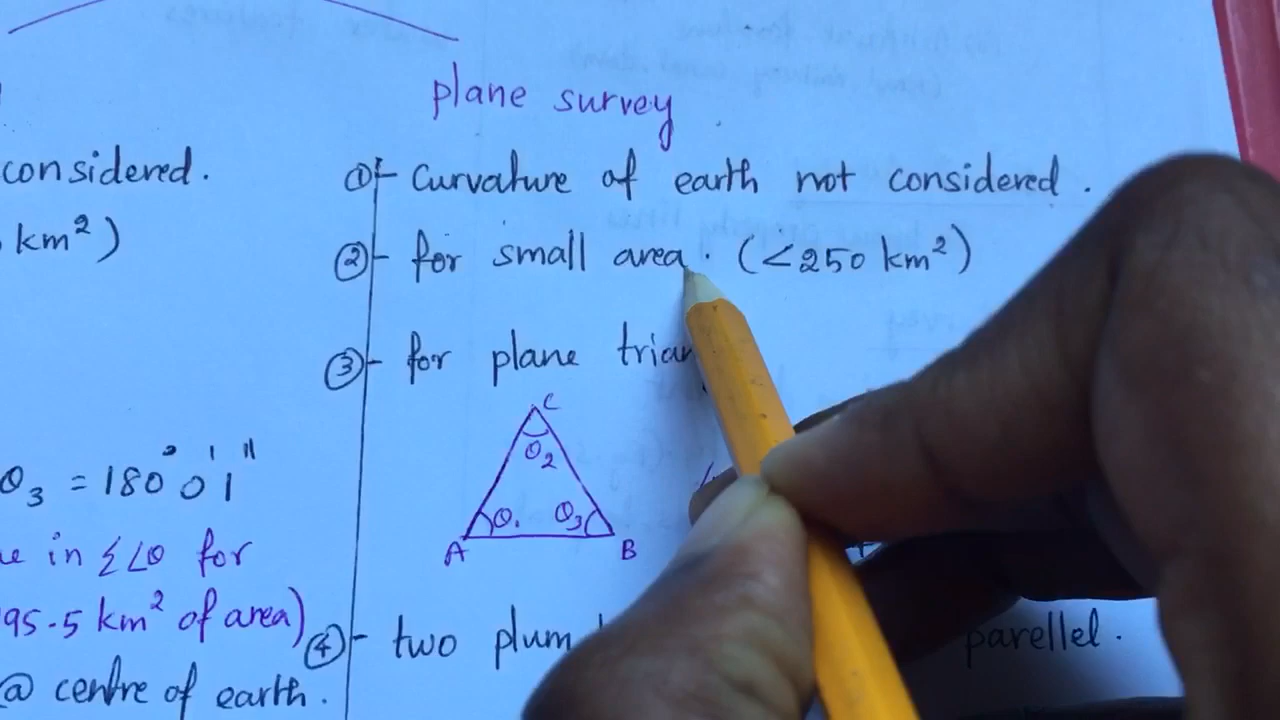 plane survey
considered.
km²)
① - Curvature of earth not considered.
② - for small area. (<250 km²)
③ - for plane
C
θ₂
θ₁ θ₃
A B
θ₃ = 180° 0' 1"
in ∑∠θ for
95.5 km² of area)
@ centre of earth.
④ - two parellel.